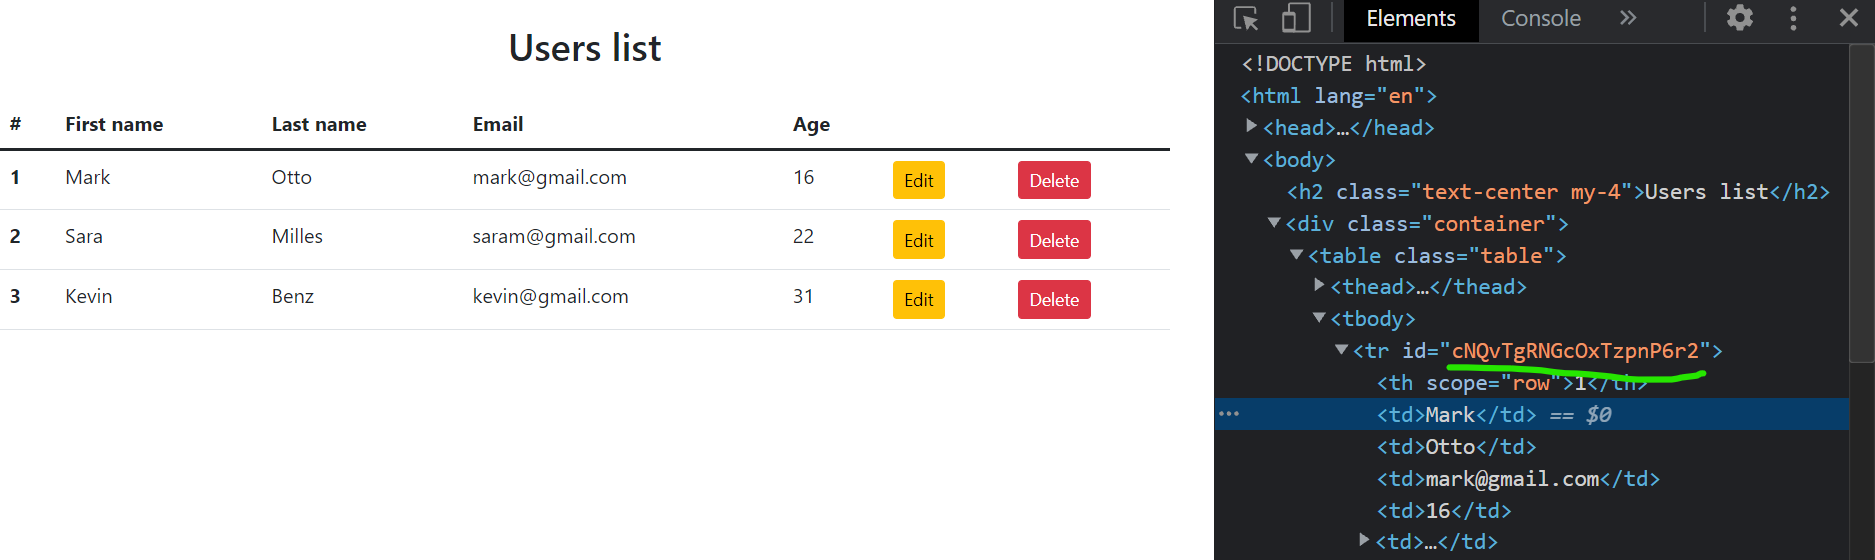 Users list
# First name Last name Email Age
1 Mark Otto mark@gmail.com 16 Edit Delete
2 Sara Milles saram@gmail.com 22 Edit Delete
3 Kevin Benz kevin@gmail.com 31 Edit Delete
Elements Console
<!DOCTYPE html>
<html lang="en">
<head>…</head>
<body>
<h2 class="text-center my-4">Users list</h2>
<div class="container">
<table class="table">
<thead>…</thead>
<tbody>
<tr id="cNQvTgRNGcOxTzpnP6r2">
<th scope="row">1</th>
<td>Mark</td> == $0
<td>Otto</td>
<td>mark@gmail.com</td>
<td>16</td>
<td>…</td>